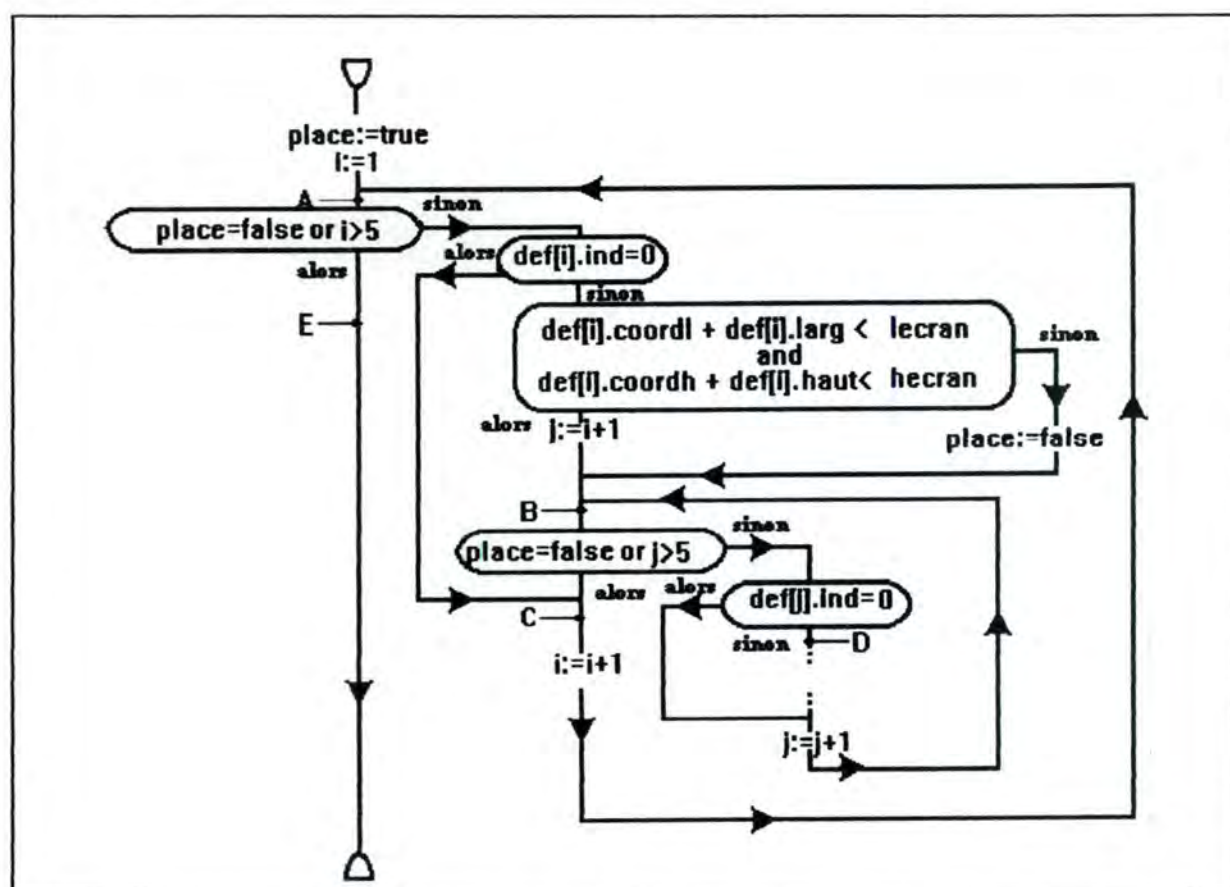 place:=true
i:=1
A
place=false or i>5
sinon
alors
alors
def[i].ind=0
sinon
E
def[i].coordl + def[i].larg < lecran
and
def[i].coordh + def[i].haut< hecran
sinon
alors
j:=i+1
place:=false
B
place=false or j>5
sinon
alors
alors
def[j].ind=0
C
sinon
D
i:=i+1
j:=j+1